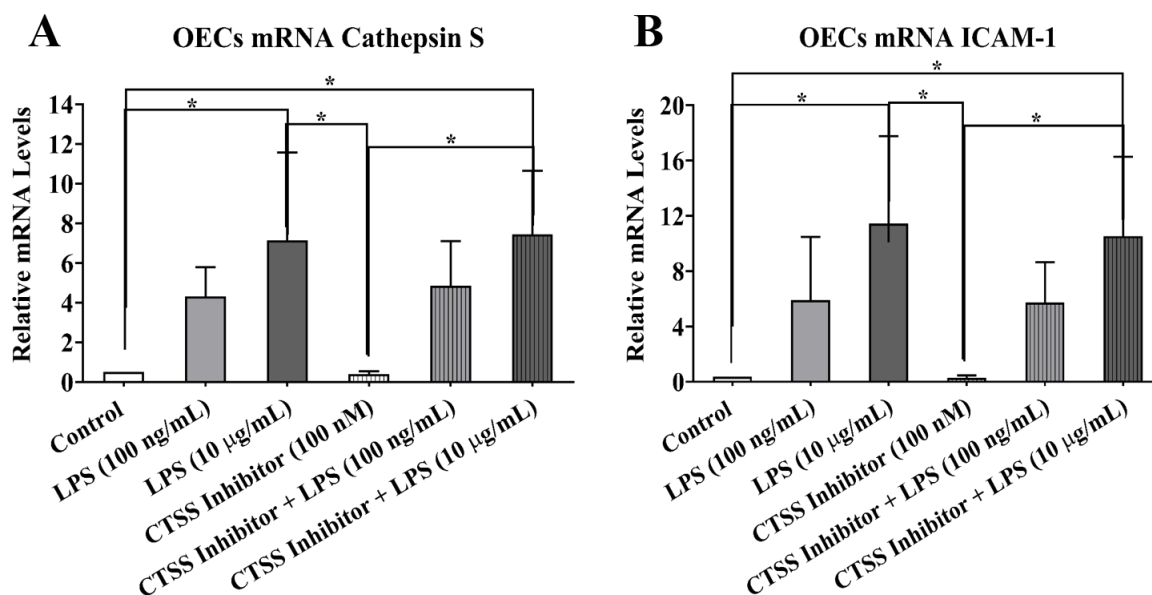 A
OECs mRNA Cathepsin S
Relative mRNA Levels
14
12
10
8
6
4
2
0
*
*
*
*
Control
LPS (100 ng/mL)
LPS (10 µg/mL)
CTSS Inhibitor (100 nM)
CTSS Inhibitor + LPS (100 ng/mL)
CTSS Inhibitor + LPS (10 µg/mL)
B
OECs mRNA ICAM-1
Relative mRNA Levels
20
16
12
8
4
0
*
*
*
*
Control
LPS (100 ng/mL)
LPS (10 µg/mL)
CTSS Inhibitor (100 nM)
CTSS Inhibitor + LPS (100 ng/mL)
CTSS Inhibitor + LPS (10 µg/mL)